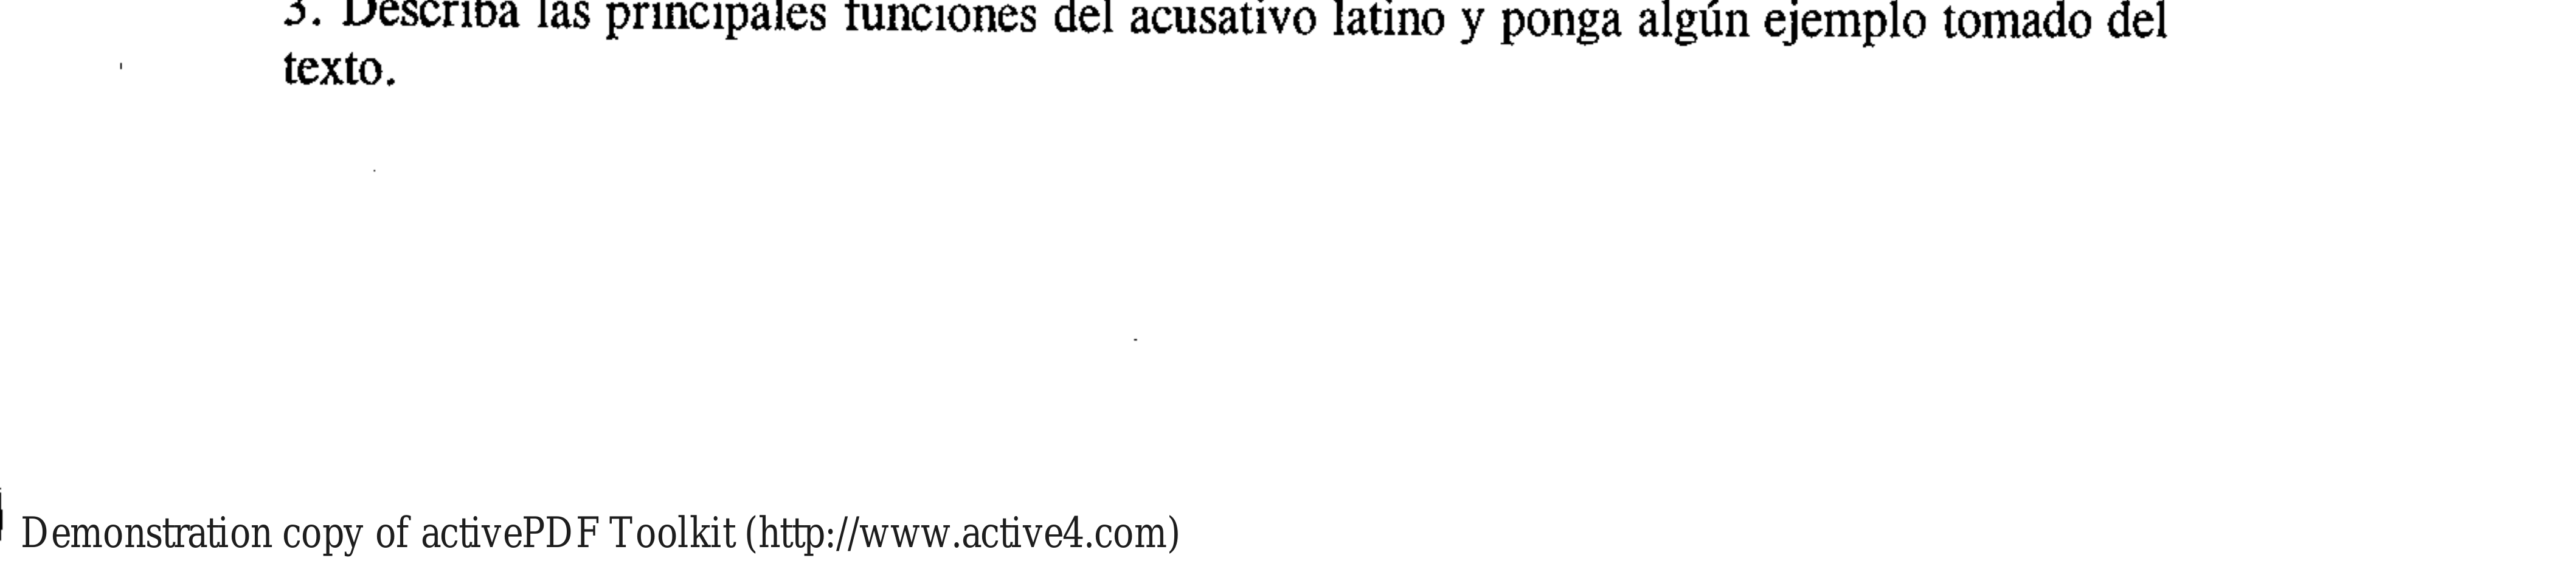 3. Describa las principales funciones del acusativo latino y ponga algún ejemplo tomado del
texto.
Demonstration copy of activePDF Toolkit (http://www.active4.com)